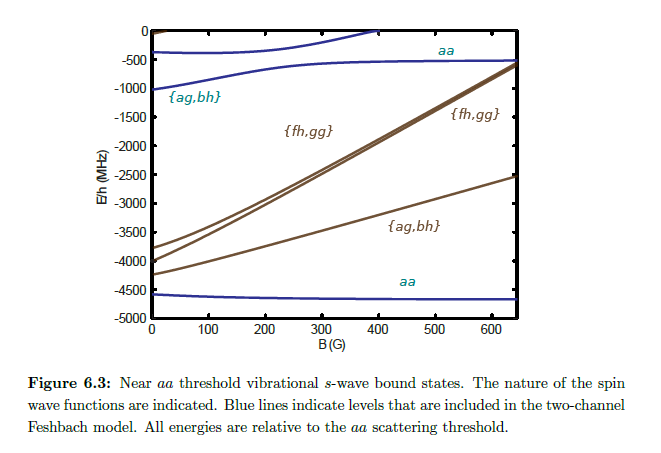 0
-500
-1000
-1500
-2000
-2500
-3000
-3500
-4000
-4500
-5000
E/h (MHz)
aa
{ag,bh}
{fh,gg}
{fh,gg}
{ag,bh}
aa
0 100 200 300 400 500 600
B (G)
Figure 6.3: Near aa threshold vibrational s-wave bound states. The nature of the spin
wave functions are indicated. Blue lines indicate levels that are included in the two-channel
Feshbach model. All energies are relative to the aa scattering threshold.